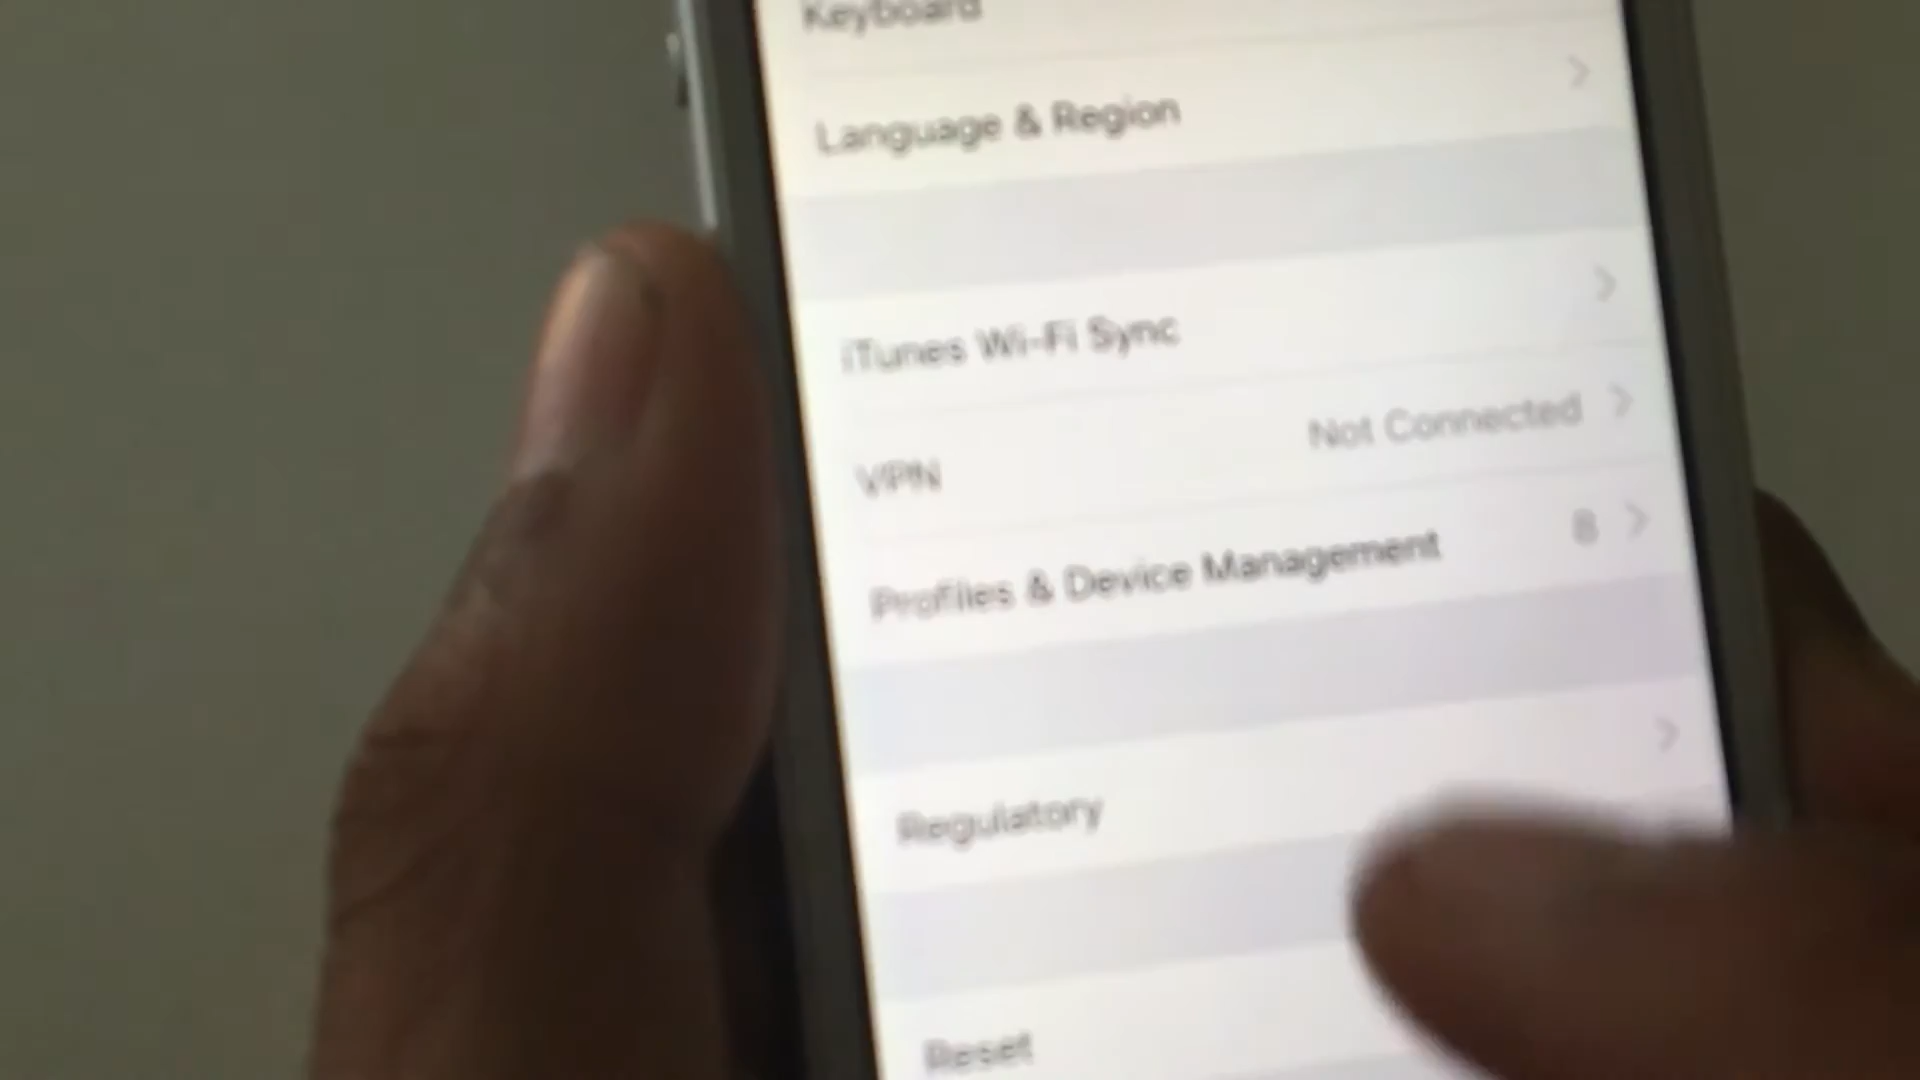 Keyboard
Language & Region
iTunes Wi-Fi Sync
VPN Not Connected
Profiles & Device Management 8
Regulatory
Reset